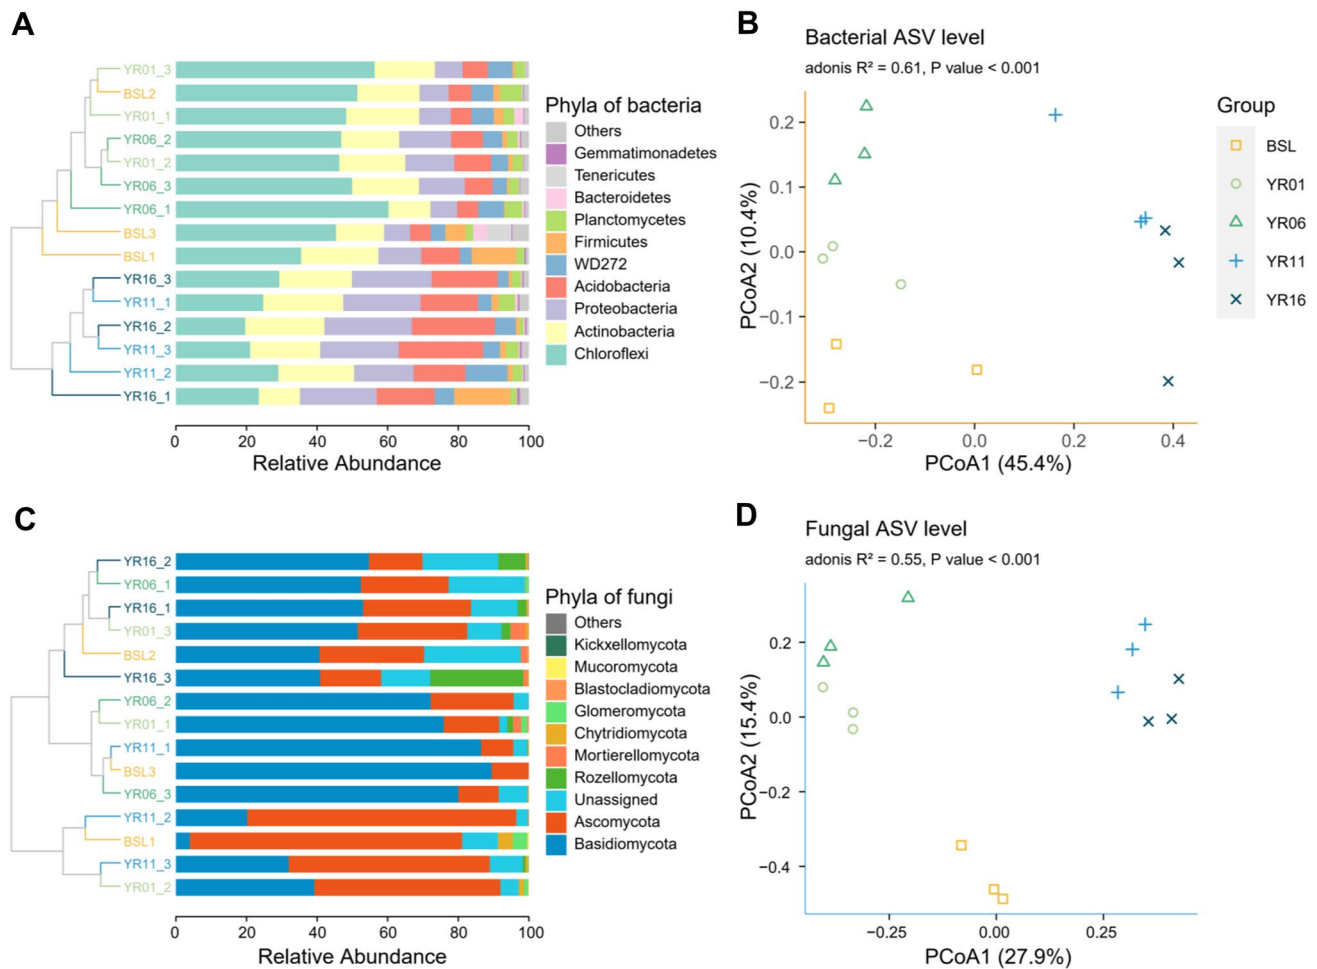 A
YR01_3
BSL2
YR01_1
YR06_2
YR01_2
YR06_3
YR06_1
BSL3
BSL1
YR16_3
YR11_1
YR16_2
YR11_3
YR11_2
YR16_1
0 20 40 60 80 100
Relative Abundance
Phyla of bacteria
Others
Gemmatimonadetes
Tenericutes
Bacteroidetes
Planctomycetes
Firmicutes
WD272
Acidobacteria
Proteobacteria
Actinobacteria
Chloroflexi
B
Bacterial ASV level
adonis R² = 0.61, P value < 0.001
PCoA2 (10.4%)
0.2
0.1
0.0
−0.1
−0.2
−0.2 0.0 0.2 0.4
PCoA1 (45.4%)
Group
BSL
YR01
YR06
YR11
YR16
C
YR16_2
YR06_1
YR16_1
YR01_3
BSL2
YR16_3
YR06_2
YR01_1
YR11_1
BSL3
YR06_3
YR11_2
BSL1
YR11_3
YR01_2
0 20 40 60 80 100
Relative Abundance
Phyla of fungi
Others
Kickxellomycota
Mucoromycota
Blastocladiomycota
Glomeromycota
Chytridiomycota
Mortierellomycota
Rozellomycota
Unassigned
Ascomycota
Basidiomycota
D
Fungal ASV level
adonis R² = 0.55, P value < 0.001
PCoA2 (15.4%)
0.2
0.0
−0.2
−0.4
−0.25 0.00 0.25
PCoA1 (27.9%)